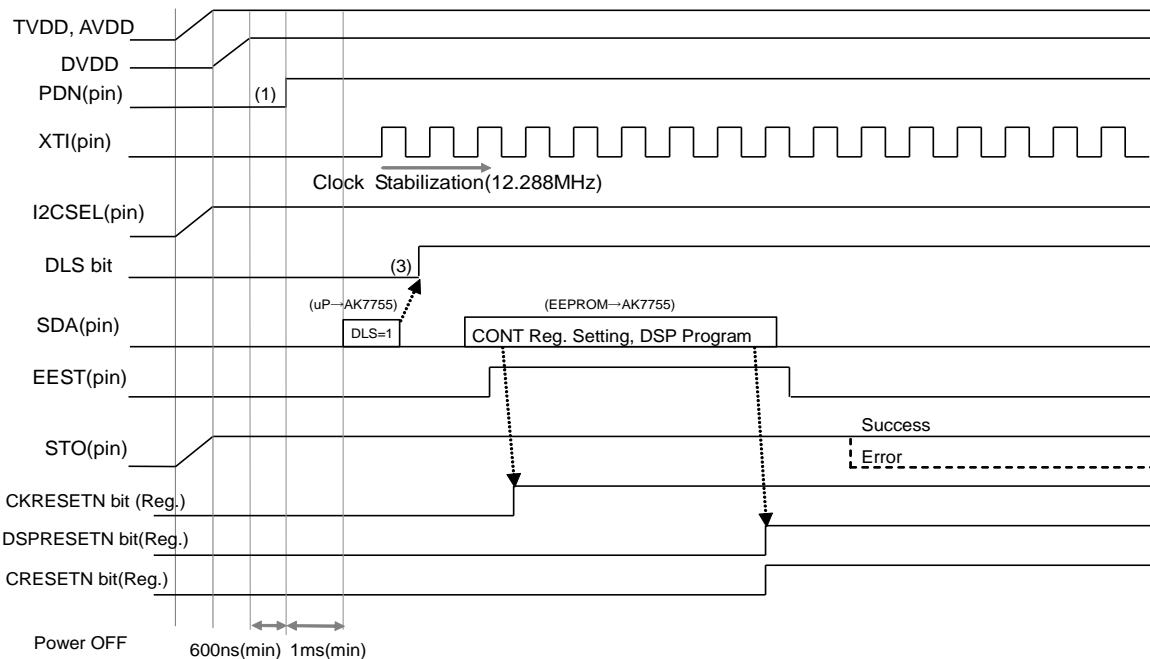 TVDD, AVDD
DVDD
PDN(pin)
(1)
XTI(pin)
Clock Stabilization(12.288MHz)
I2CSEL(pin)
DLS bit
(3)
(uP→AK7755)
(EEPROM→AK7755)
SDA(pin)
DLS=1
CONT Reg. Setting, DSP Program
EEST(pin)
Success
STO(pin)
Error
CKRESETN bit (Reg.)
DSPRESETN bit(Reg.)
CRESETN bit(Reg.)
Power OFF
600ns(min) 1ms(min)